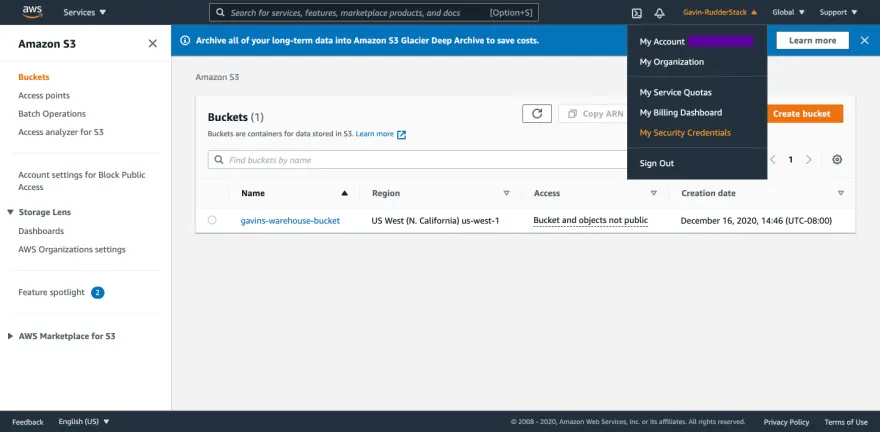 aws
Services
Search for services, features, marketplace products, and docs [Option+S]
Gavin-RudderStack
Global
Support
Amazon S3
Buckets
Access points
Batch Operations
Access analyzer for S3
Account settings for Block Public
Access
Storage Lens
Dashboards
AWS Organizations settings
Feature spotlight 2
AWS Marketplace for S3
Archive all of your long-term data into Amazon S3 Glacier Deep Archive to save costs.
Learn more
My Account
My Organization
My Service Quotas
My Billing Dashboard
My Security Credentials
Sign Out
Amazon S3
Buckets (1)
Buckets are containers for data stored in S3. Learn more
Copy ARN
Create bucket
Find buckets by name
1
Name Region Access Creation date
gavins-warehouse-bucket US West (N. California) us-west-1 Bucket and objects not public December 16, 2020, 14:46 (UTC-08:00)
Feedback English (US) © 2008 - 2020, Amazon Web Services, Inc. or its affiliates. All rights reserved. Privacy Policy Terms of Use